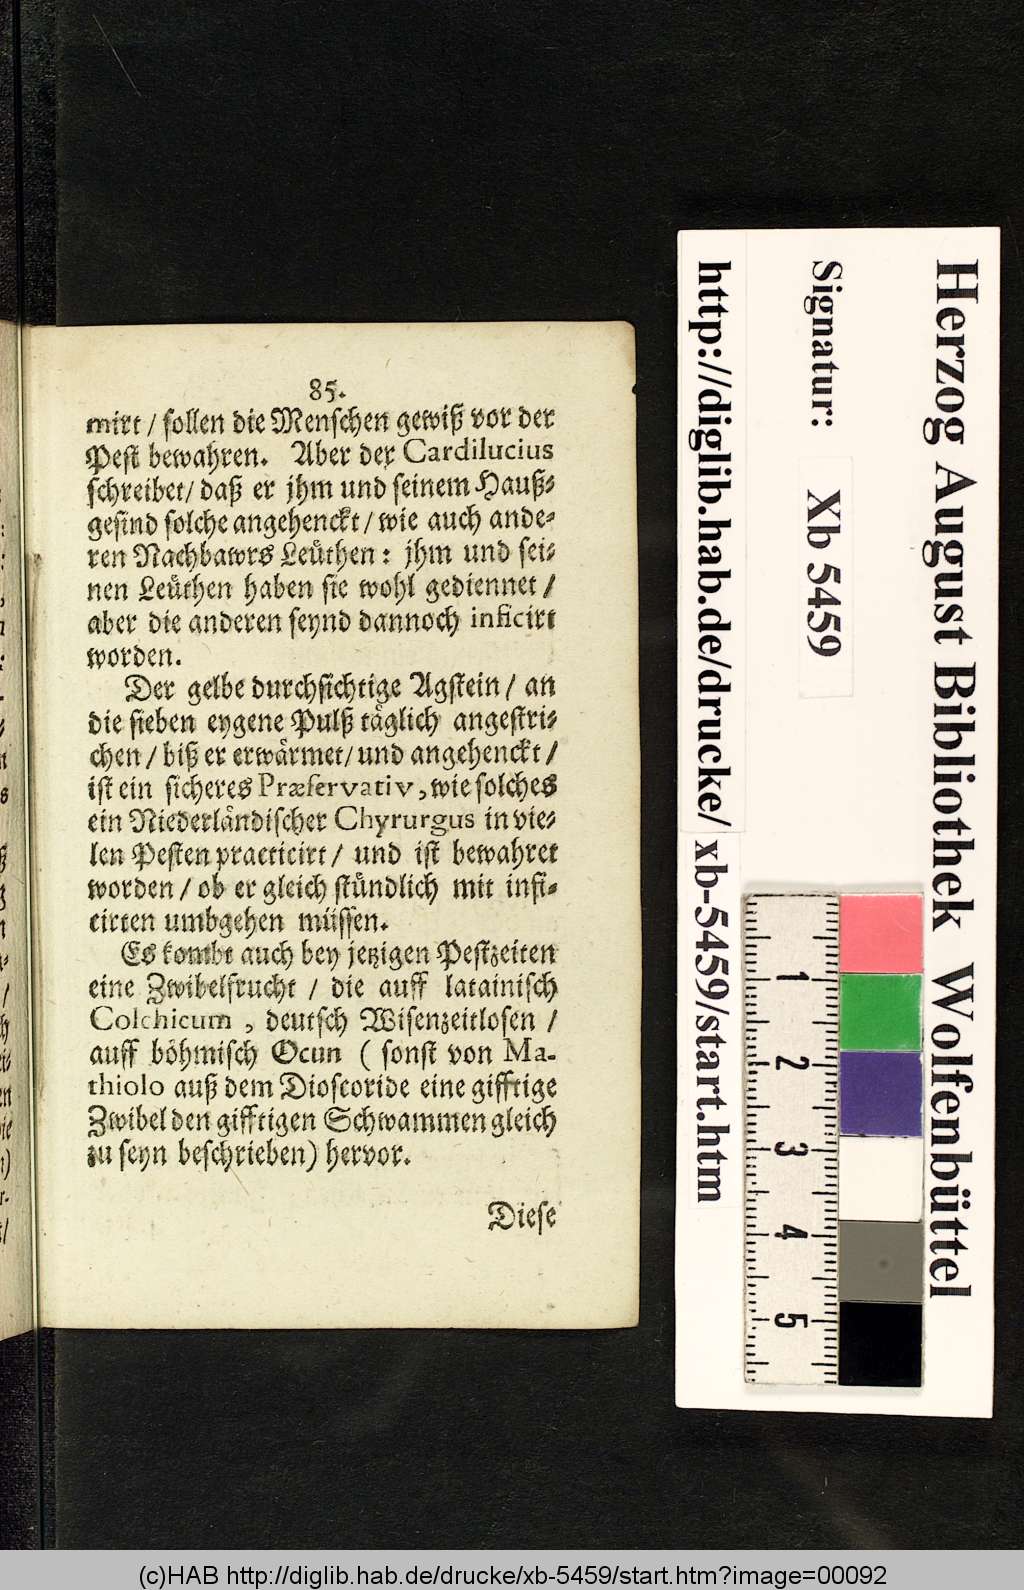 85.
mirt / sollen die Menschen gewiß vor der
Pest bewahren. Aber der Cardilucius
schreibet/ daß er jhm und seinem Hauß-
gesind solche angehenckt / wie auch ande-
ren Nachbawrs Leüthen: jhm und sei-
nen Leüthen haben sie wohl gediennet /
aber die anderen seynd dannoch inficirt
worden.
Der gelbe durchsichtige Agstein / an
die sieben eygene Pulß täglich angestri-
chen / biß er erwärmet/ und angehenckt /
ist ein sicheres Præservativ, wie solches
ein Niederländischer Chyrurgus in vie-
len Pesten practicirt / und ist bewahret
worden / ob er gleich stündlich mit infi-
cirten umbgehen müssen.
Es kombt auch bey jetzigen Pestzeiten
eine Zwibelfrucht / die auff latainisch
Colchicum, deutsch Wisenzeitlosen /
auff böhmisch Ocun ( sonst von Ma-
thiolo auß dem Dioscoride eine gifftige
Zwibel den gifftigen Schwammen gleich
zu seyn beschrieben) hervor.
Diese
Herzog August Bibliothek Wolfenbüttel
Signatur: Xb 5459
http://diglib.hab.de/drucke/ xb-5459/start.htm
1
2
3
4
5
(c)HAB http://diglib.hab.de/drucke/xb-5459/start.htm?image=00092